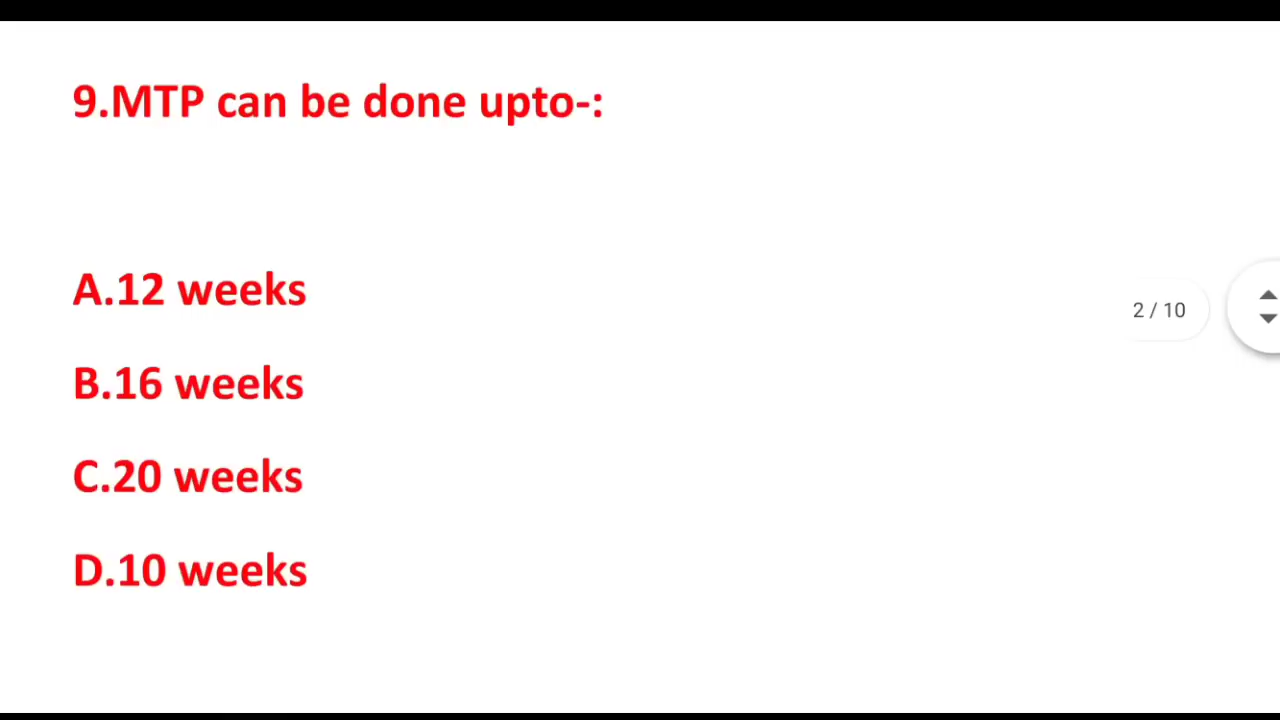 9.MTP can be done upto-:
A.12 weeks
2 / 10
B.16 weeks
C.20 weeks
D.10 weeks